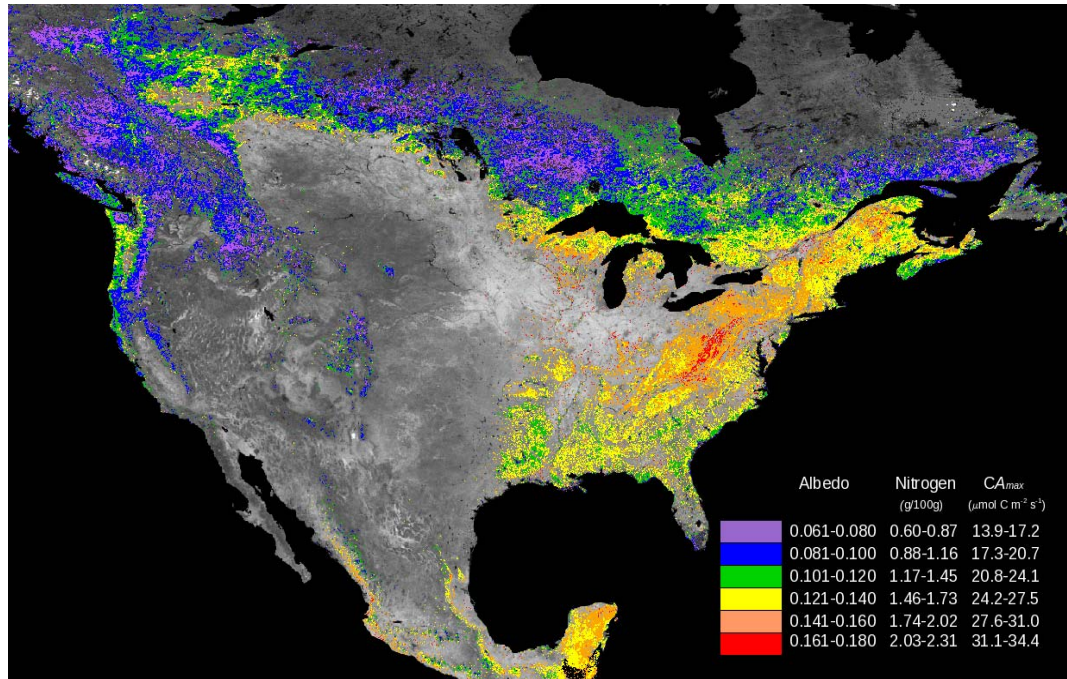 Albedo Nitrogen CAmax
(g/100g) (μmol C m⁻² s⁻¹)
0.061-0.080 0.60-0.87 13.9-17.2
0.081-0.100 0.88-1.16 17.3-20.7
0.101-0.120 1.17-1.45 20.8-24.1
0.121-0.140 1.46-1.73 24.2-27.5
0.141-0.160 1.74-2.02 27.6-31.0
0.161-0.180 2.03-2.31 31.1-34.4